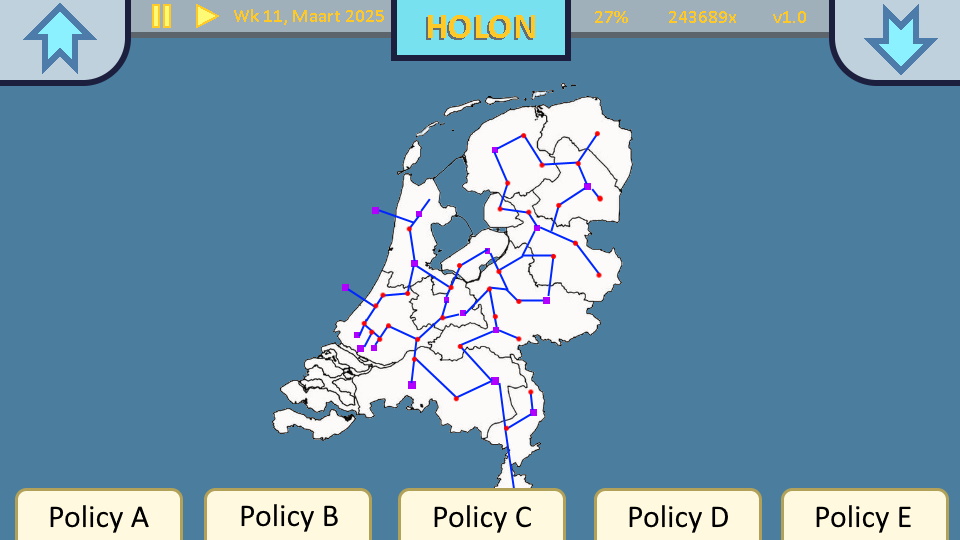 Wk 11, Maart 2025
HOLON
27% 243689x v1.0
Policy A
Policy B
Policy C
Policy D
Policy E